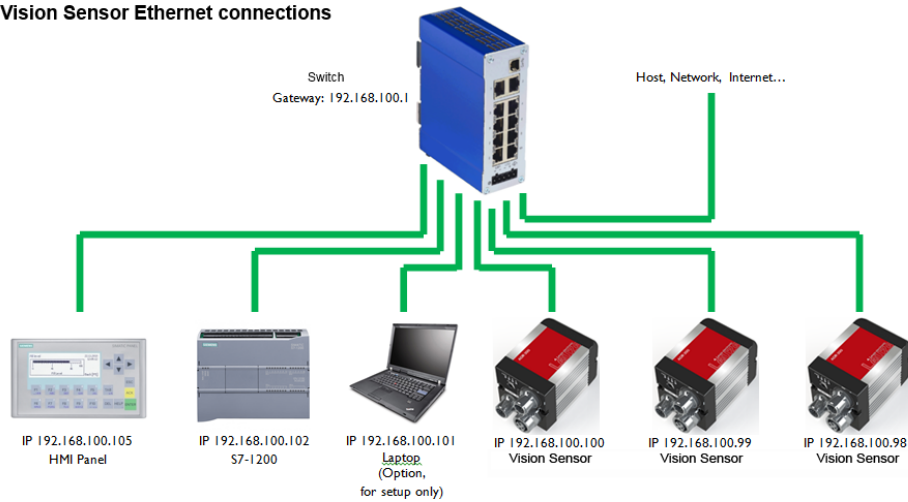 Vision Sensor Ethernet connections
Switch
Gateway: 192.168.100.1
Host, Network, Internet...
IP 192.168.100.105
HMI Panel
IP 192.168.100.102
S7-1200
IP 192.168.100.101
Laptop
(Option,
for setup only)
IP 192.168.100.100
Vision Sensor
IP 192.168.100.99
Vision Sensor
IP 192.168.100.98
Vision Sensor